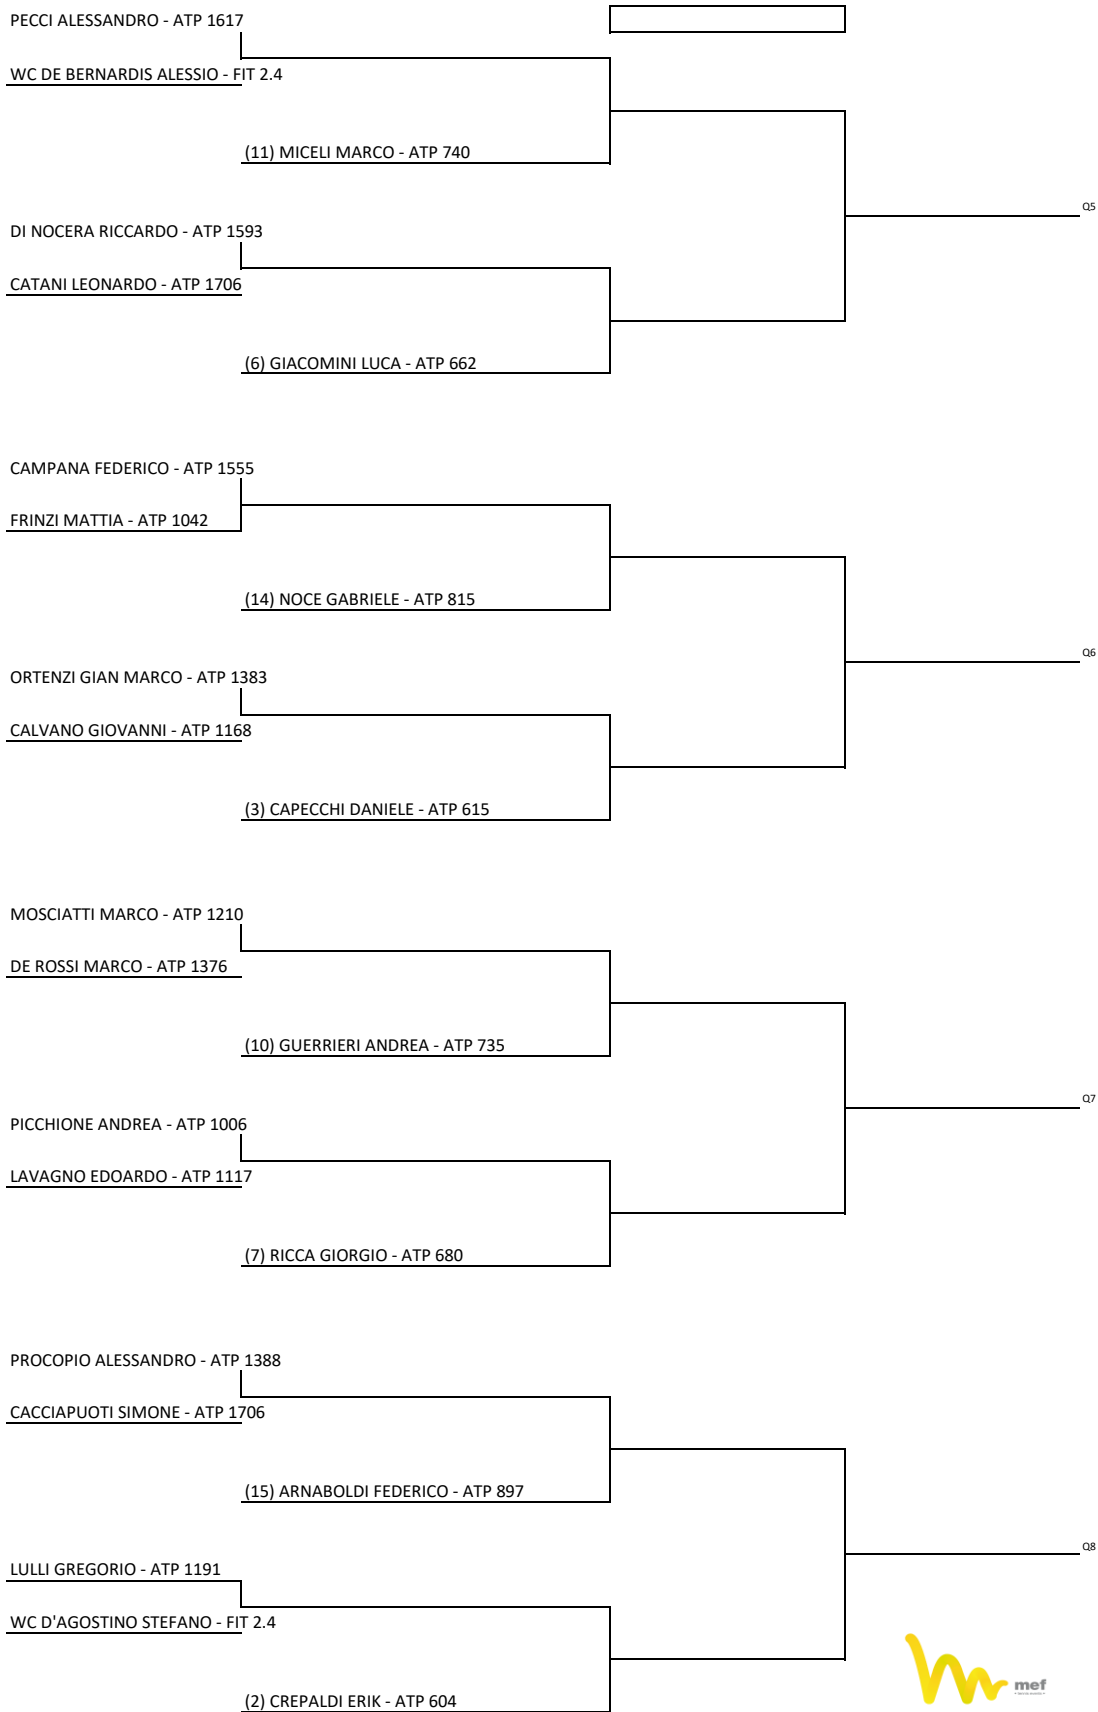 PECCI ALESSANDRO - ATP 1617
WC DE BERNARDIS ALESSIO - FIT 2.4
(11) MICELI MARCO - ATP 740
Q5
DI NOCERA RICCARDO - ATP 1593
CATANI LEONARDO - ATP 1706
(6) GIACOMINI LUCA - ATP 662
CAMPANA FEDERICO - ATP 1555
FRINZI MATTIA - ATP 1042
(14) NOCE GABRIELE - ATP 815
Q6
ORTENZI GIAN MARCO - ATP 1383
CALVANO GIOVANNI - ATP 1168
(3) CAPECCHI DANIELE - ATP 615
MOSCIATTI MARCO - ATP 1210
DE ROSSI MARCO - ATP 1376
(10) GUERRIERI ANDREA - ATP 735
Q7
PICCHIONE ANDREA - ATP 1006
LAVAGNO EDOARDO - ATP 1117
(7) RICCA GIORGIO - ATP 680
PROCOPIO ALESSANDRO - ATP 1388
CACCIAPUOTI SIMONE - ATP 1706
(15) ARNABOLDI FEDERICO - ATP 897
Q8
LULLI GREGORIO - ATP 1191
WC D'AGOSTINO STEFANO - FIT 2.4
(2) CREPALDI ERIK - ATP 604
mef